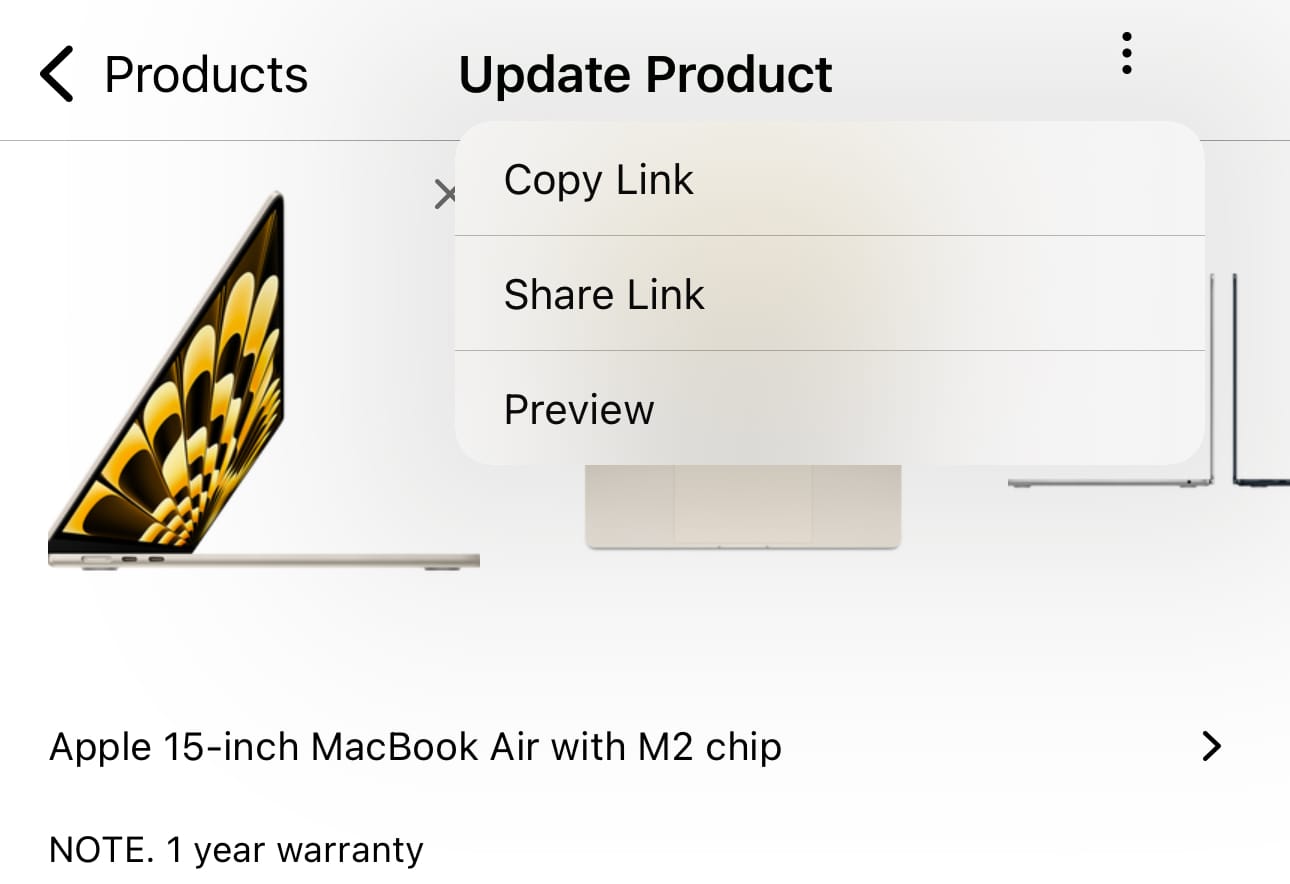 Products
Update Product
Copy Link
Share Link
Preview
Apple 15-inch MacBook Air with M2 chip
NOTE. 1 year warranty